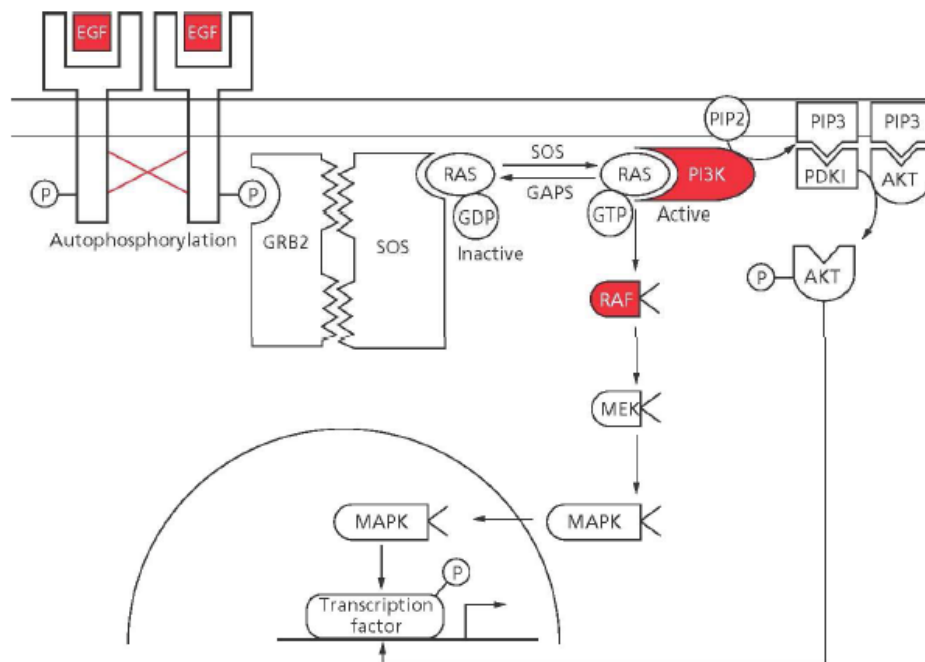 EGF
EGF
PIP2
PIP3
PIP3
SOS
RAS
RAS
PI3K
PDKI
AKT
P
P
GAPS
GDP
GTP
Active
Autophosphorylation
GRB2
SOS
Inactive
P
AKT
RAF
MEK
MAPK
MAPK
P
Transcription
factor